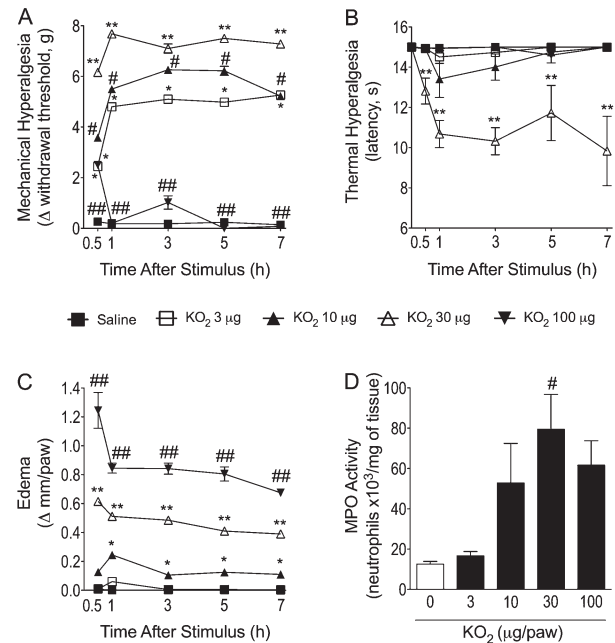 A
Mechanical Hyperalgesia
(Δ withdrawal threshold, g)
8
6
4
2
0
** ** ** ** **
# # # # #
* * * * * *
## ## ## ## ##
0.5 1 3 5 7
Time After Stimulus (h)
B
Thermal Hyperalgesia
(latency, s)
16
14
12
10
8
6
** ** ** ** **
0.5 1 3 5 7
Time After Stimulus (h)
Saline KO2 3 μg KO2 10 μg KO2 30 μg KO2 100 μg
C
Edema
(Δ mm/paw)
1.4
1.2
1.0
0.8
0.6
0.4
0.2
0.0
## ## ## ## ##
** ** ** ** **
* * * *
0.5 1 3 5 7
Time After Stimulus (h)
D
MPO Activity
(neutrophils x10³/mg of tissue)
100
80
60
40
20
0
#
0 3 10 30 100
KO2 (μg/paw)